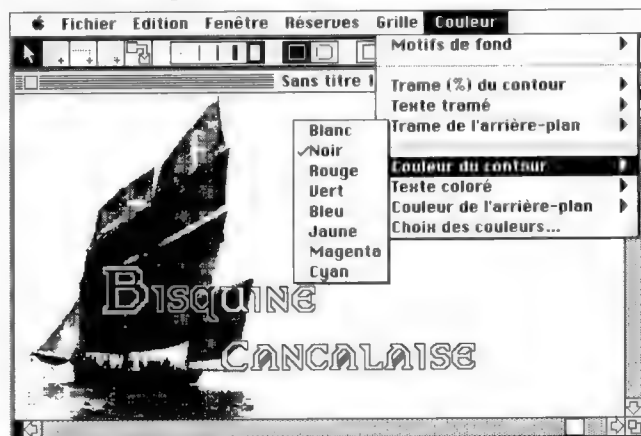 Fichier Edition Fenêtre Réserves Grille Couleur
Sans titre 1
Motifs de fond
Trame (%) du contour
Texte tramé
Trame de l'arrière-plan
Couleur du contour
Texte coloré
Couleur de l'arrière-plan
Choix des couleurs...
Blanc
✓Noir
Rouge
Vert
Bleu
Jaune
Magenta
Cyan
BISQUINE
CANCALAISE